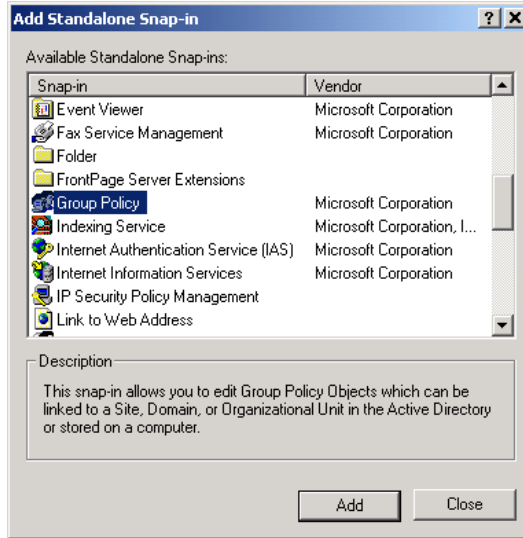 Add Standalone Snap-in
Available Standalone Snap-ins:
Snap-in Vendor
Event Viewer Microsoft Corporation
Fax Service Management Microsoft Corporation
Folder
FrontPage Server Extensions
Group Policy Microsoft Corporation
Indexing Service Microsoft Corporation, I...
Internet Authentication Service (IAS) Microsoft Corporation
Internet Information Services Microsoft Corporation
IP Security Policy Management
Link to Web Address
Description
This snap-in allows you to edit Group Policy Objects which can be
linked to a Site, Domain, or Organizational Unit in the Active Directory
or stored on a computer.
Add Close